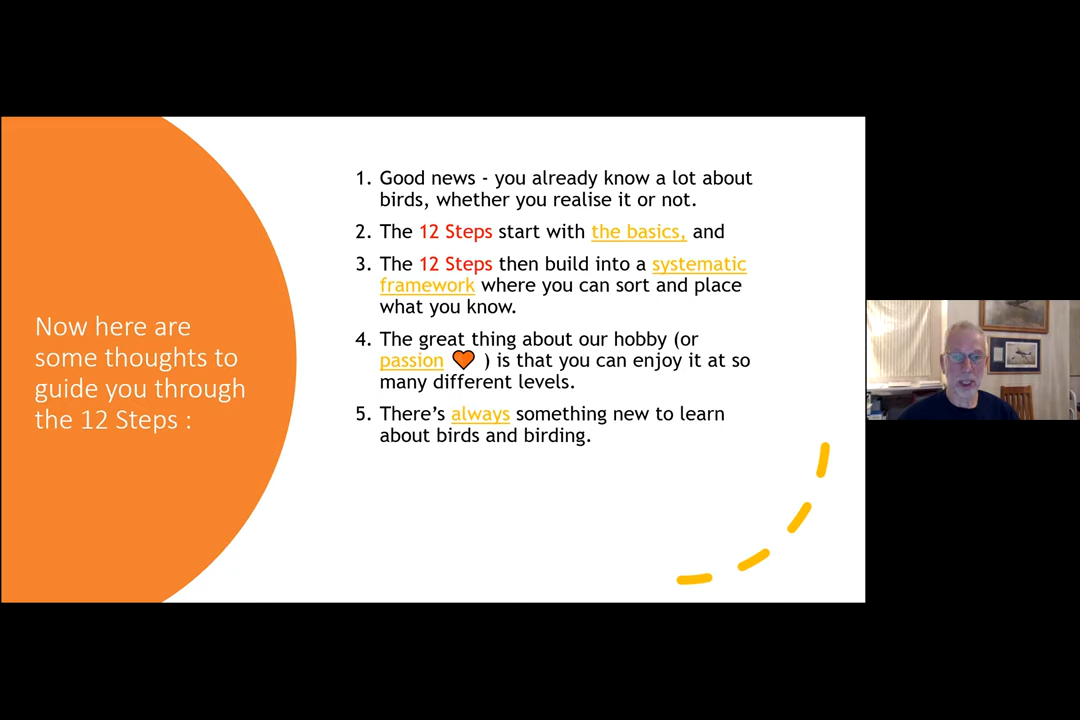 Now here are
some thoughts to
guide you through
the 12 Steps :
1. Good news - you already know a lot about
birds, whether you realise it or not.
2. The 12 Steps start with the basics, and
3. The 12 Steps then build into a systematic
framework where you can sort and place
what you know.
4. The great thing about our hobby (or
passion 🧡 ) is that you can enjoy it at so
many different levels.
5. There’s always something new to learn
about birds and birding.